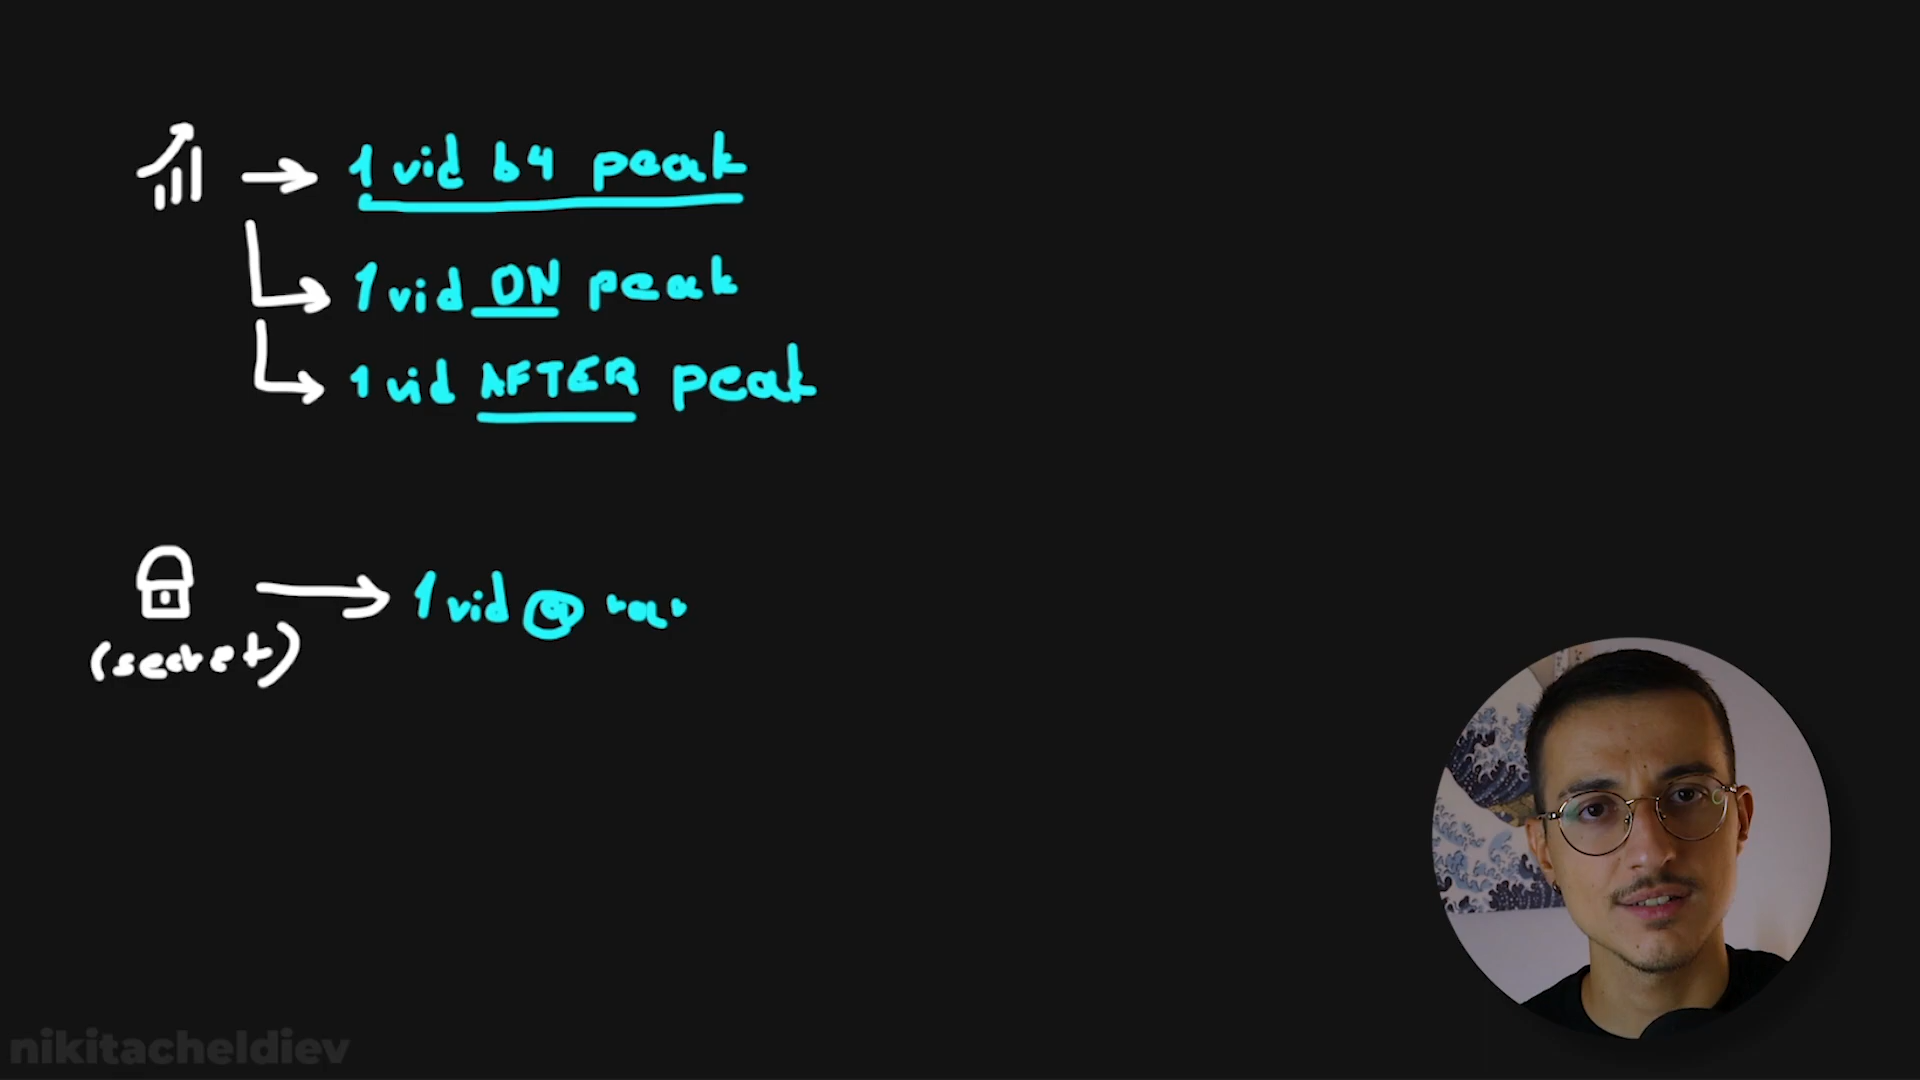 1 vid b4 peak
1 vid ON peak
1 vid AFTER peak
1 vid @
(secret)
nikitacheldiev